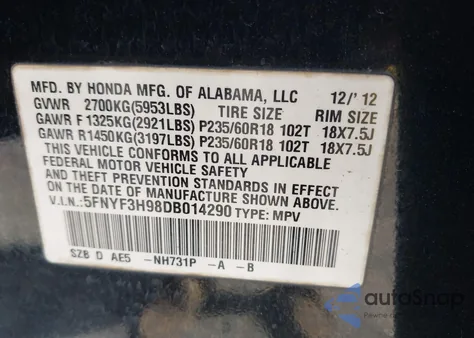 MFD. BY HONDA MFG. OF ALABAMA, LLC 12/'12
GVWR 2700KG(5953LBS) TIRE SIZE RIM SIZE
GAWR F 1325KG(2921LBS) P235/60R18 102T 18X7.5J
GAWR R1450KG(3197LBS) P235/60R18 102T 18X7.5J
THIS VEHICLE CONFORMS TO ALL APPLICABLE
FEDERAL MOTOR VEHICLE SAFETY
AND THEFT PREVENTION STANDARDS IN EFFECT
ON THE DATE OF MANUFACTURE SHOWN ABOVE.
V.I.N.:5FNYF3H98DB014290 TYPE: MPV
SZB D AE5 -NH731P -A -B
autoSnap